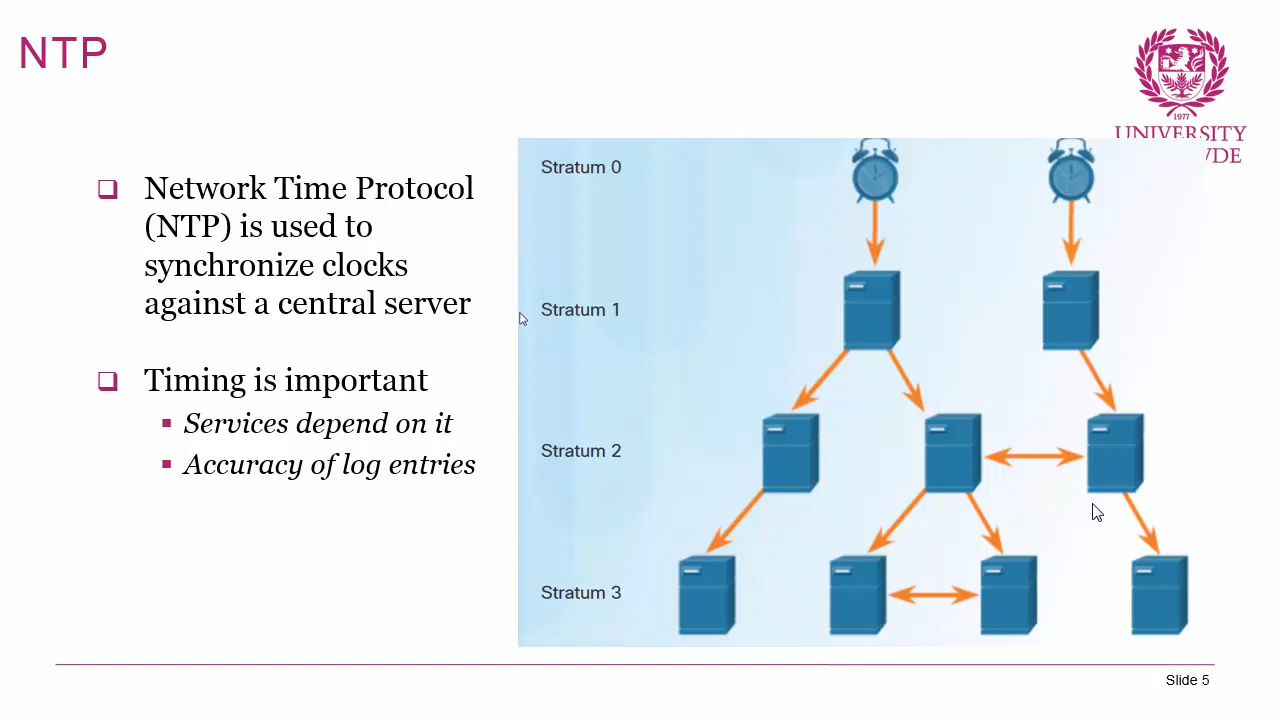 NTP
1977
UNIVERSITY
Network Time Protocol
(NTP) is used to
synchronize clocks
against a central server
Timing is important
Services depend on it
Accuracy of log entries
Stratum 0
Stratum 1
Stratum 2
Stratum 3
Slide 5